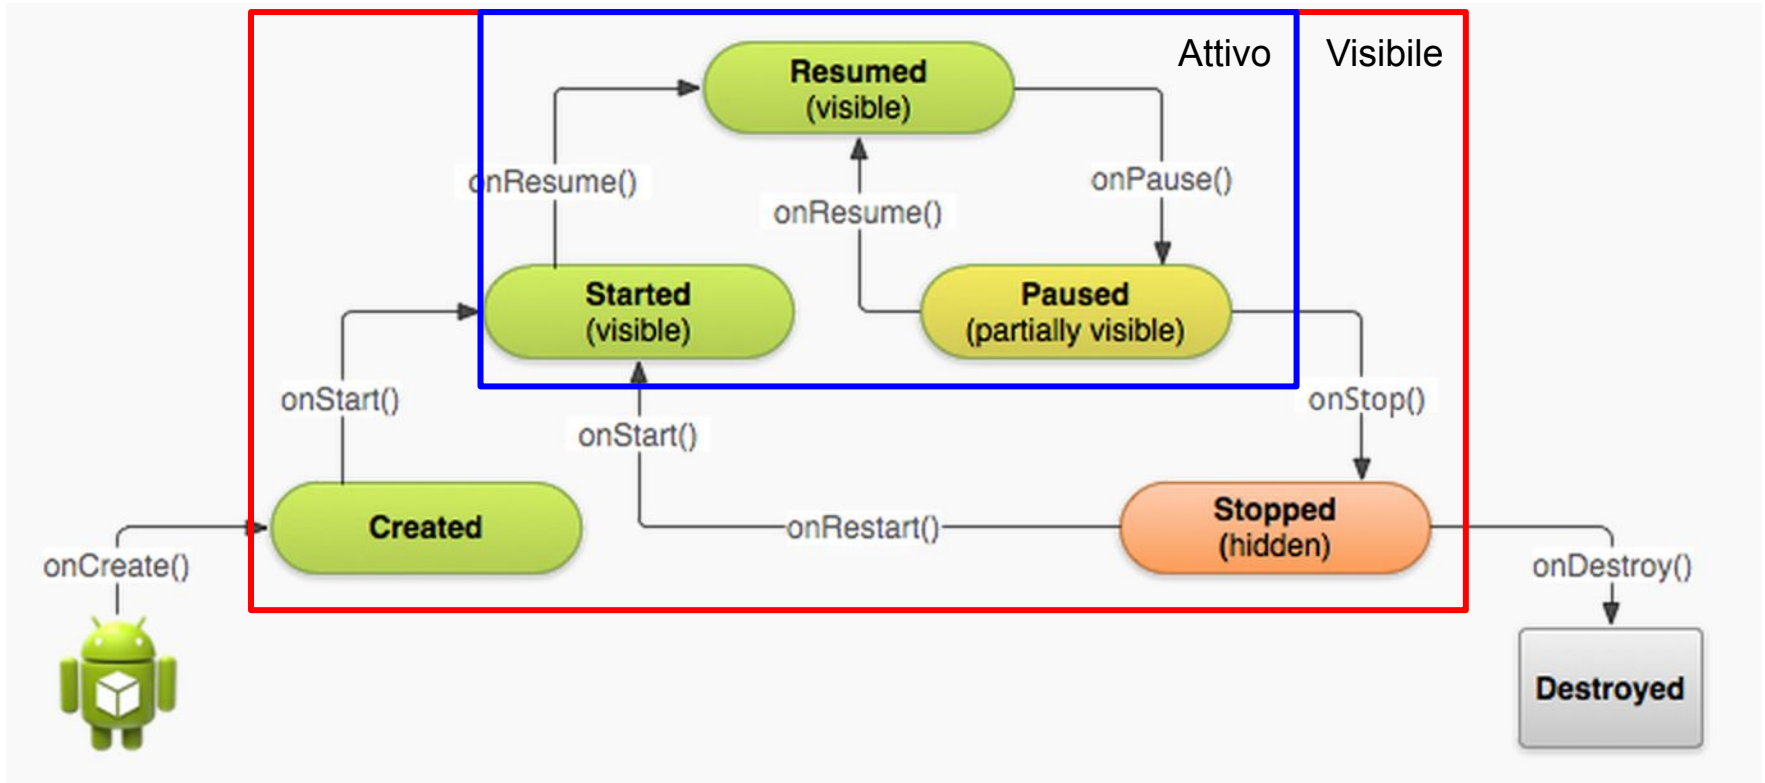 Attivo
Visibile
Resumed
(visible)
onResume()
onPause()
onResume()
Started
(visible)
Paused
(partially visible)
onStart()
onStop()
onStart()
Created
onRestart()
Stopped
(hidden)
onCreate()
onDestroy()
Destroyed